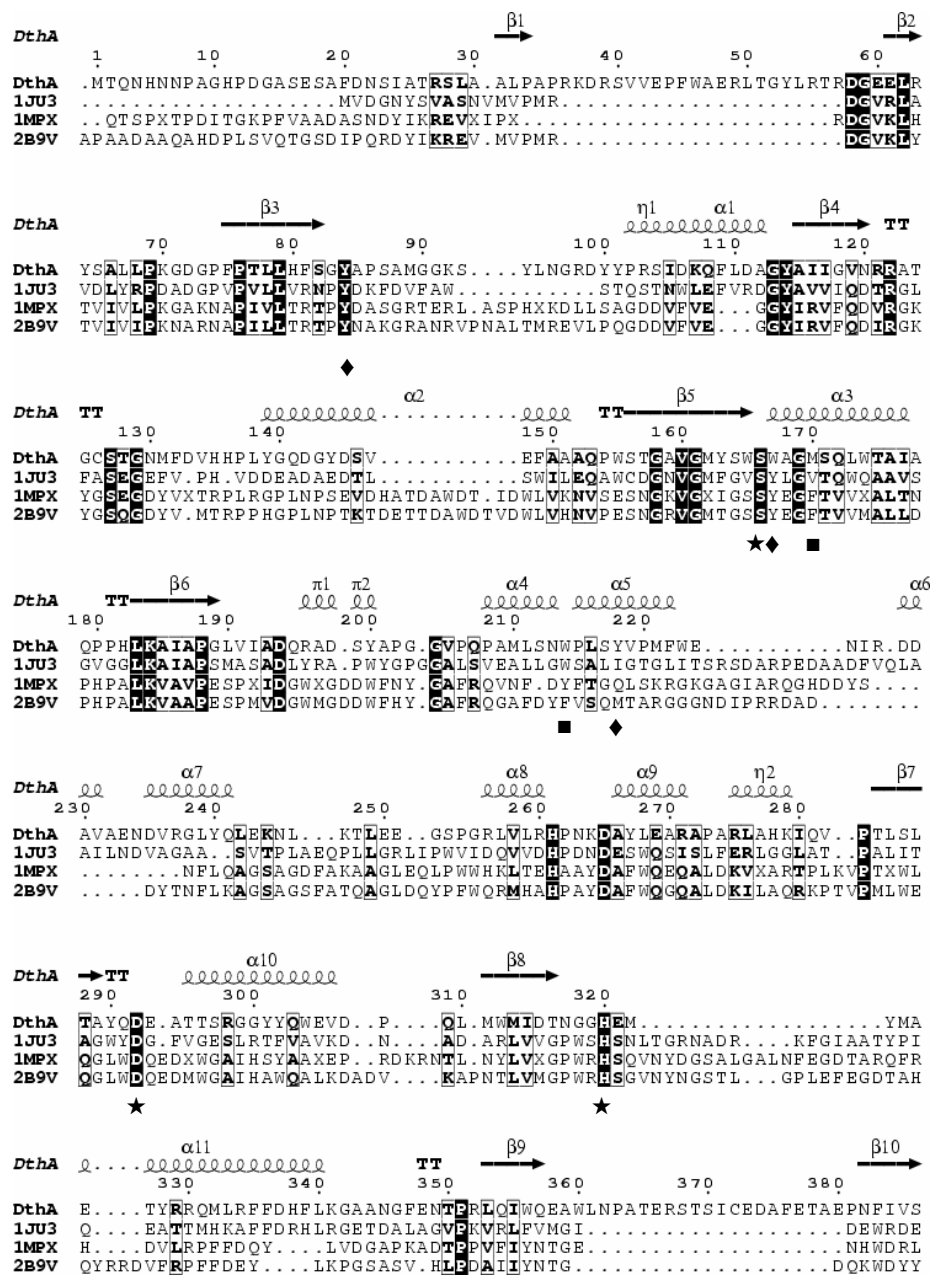 DthA β1 β2
1 10 20 30 40 50 60
DthA .MTQNHNNPAGHPDGASESAFDNSIATRSLA.ALPAPRKDRSVVEPFWAERLTGYLRTRDGEELR
1JU3 ....................MVDGNYSVASNVMVPMR......................DGVRLA
1MPX .QTSPXTPDITGKPFVAADASNDYIKREVXIPX.......................RDGVKLH
2B9V APAADAAQAHDPLSVQTGSDIPQRDYIKREV.MVPMR......................DGVKLY
DthA β3 η1 α1 β4 TT
70 80 90 100 110 120
DthA YSALLPKGDGPFPTLLHFSGYAPSAMGGKS....YLNGRDYYPRSIDKQFLDAGYAIIGVNRRAT
1JU3 VDLYRPDADGPVPVLLVRNPYDKFDVFAW...........STQSTNWLEFVRDGYAVVIQDTRGL
1MPX TVIVLPKGAKNAPIVLTRTPYDASGRTERLASPHXKDLLSAGDDVFVE...GGYIRVFQDVRGK
2B9V TVIVIPKNARNAPILLTRTPYNAKGRANRVPNALTMREVLPQGDDVFVE...GGYIRVFQDIRGK
♦
DthA TT α2 TT β5 α3
130 140 150 160 170
DthA GCSTGNMFDVHHPLYGQDGYDSV...........EFAAAQPWSTGAVGMYSWSWAGMSQLWTAIA
1JU3 FASEGEFV.PH.VDDEADAEDTL...........SWILEQAWCDGNVGMFGVSYLGVTQWQAAVS
1MPX YGSEGDYVXTRPLRGPLNPSEVDHATDAWDT.IDWLVKNVSESNGKVGXIGSSYEGFTVVXALTN
2B9V YGSQGDYV.MTRPPHGPLNPTKTDETTDAWDTVDWLVHNVPESNGRVGMTGSSYEGFTVVMALLD
★ ♦ ■
DthA TT β6 π1 π2 α4 α5 α6
180 190 200 210 220
DthA QPPHLKAIAPGLVIADQRAD.SYAPG.GVPQPAMLSNWPLSYVPMFWE...........NIR.DD
1JU3 GVGGLKAIAPSMASADLYRA.PWYGPGGALSVEALLGWSALIGTGLITSRSDARPEDAADFVQLA
1MPX PHPALKVAVPESPXIDGWXGDDWFNY.GAFRQVNF.DYFTGQLSKRGKGAGIARQGHDDYS....
2B9V PHPALKVAAPESPMVDGWMGDDWFHY.GAFRQGAFDYFVSQMTARGGGNDIPRRDAD........
■ ♦
DthA α7 α8 α9 η2 β7
230 240 250 260 270 280
DthA AVAENDVRGLYQLEKNL...KTLEE..GSPGRLVLRHPNKDAYLEARAPARLAHKIQV..PTLSL
1JU3 AILNDVAGAA..SVTPLAEQPLLGRLIPWVIDQVVDHPDNDESWQSISLFERLGGLAT..PALIT
1MPX .....NFLQAGSAGDFAKAAGLEQLPWWHKLTEHAAYDAFWQEQALDKVXARTPLKVPTXWL
2B9V ....DYTNFLKAGSAGSFATQAGLDQYPFWQRMHAHPAYDAFWQGQALDKILAQRKPTVPMLWE
DthA TT α10 β8
290 300 310 320
DthA TAYQDE.ATTSRGGYYQWEVD..P....QL.MWMIDTNGGHEM...................YMA
1JU3 AGWYDG.FVGESLRTFVAVKD..N....AD.ARLVVGPWSHSNLTGRNADR....KFGIAATYPI
1MPX QGLWDQEDXWGAIHSYAAXEP..RDKRNTL.NYLVXGPWRHSQVNYDGSALGALNFEGDTARQFR
2B9V QGLWDQEDMWGAIHAWQALKDADV....KAPNTLVMGPWRHSGVNYNGSTL...GPLEFEGDTAH
★ ★
DthA α11 TT β9 β10
330 340 350 360 370 380
DthA E....TYRRQMLRFFDHFLKGAANGFENTPRLQIWQEAWLNPATERSTSICEDAFETAEPNFIVS
1JU3 Q....EATTMHKAFFDRHLRGETDALAGVPKVRLFVMGI....................DEWRDE
1MPX H....DVLRPFFDQY...LVDGAPKADTPPVFIYNTGE.....................NHWDRL
2B9V QYRRDVFRPFFDEY...LKPGSASV.HLPDAIIYNTG......................DQKWDYY